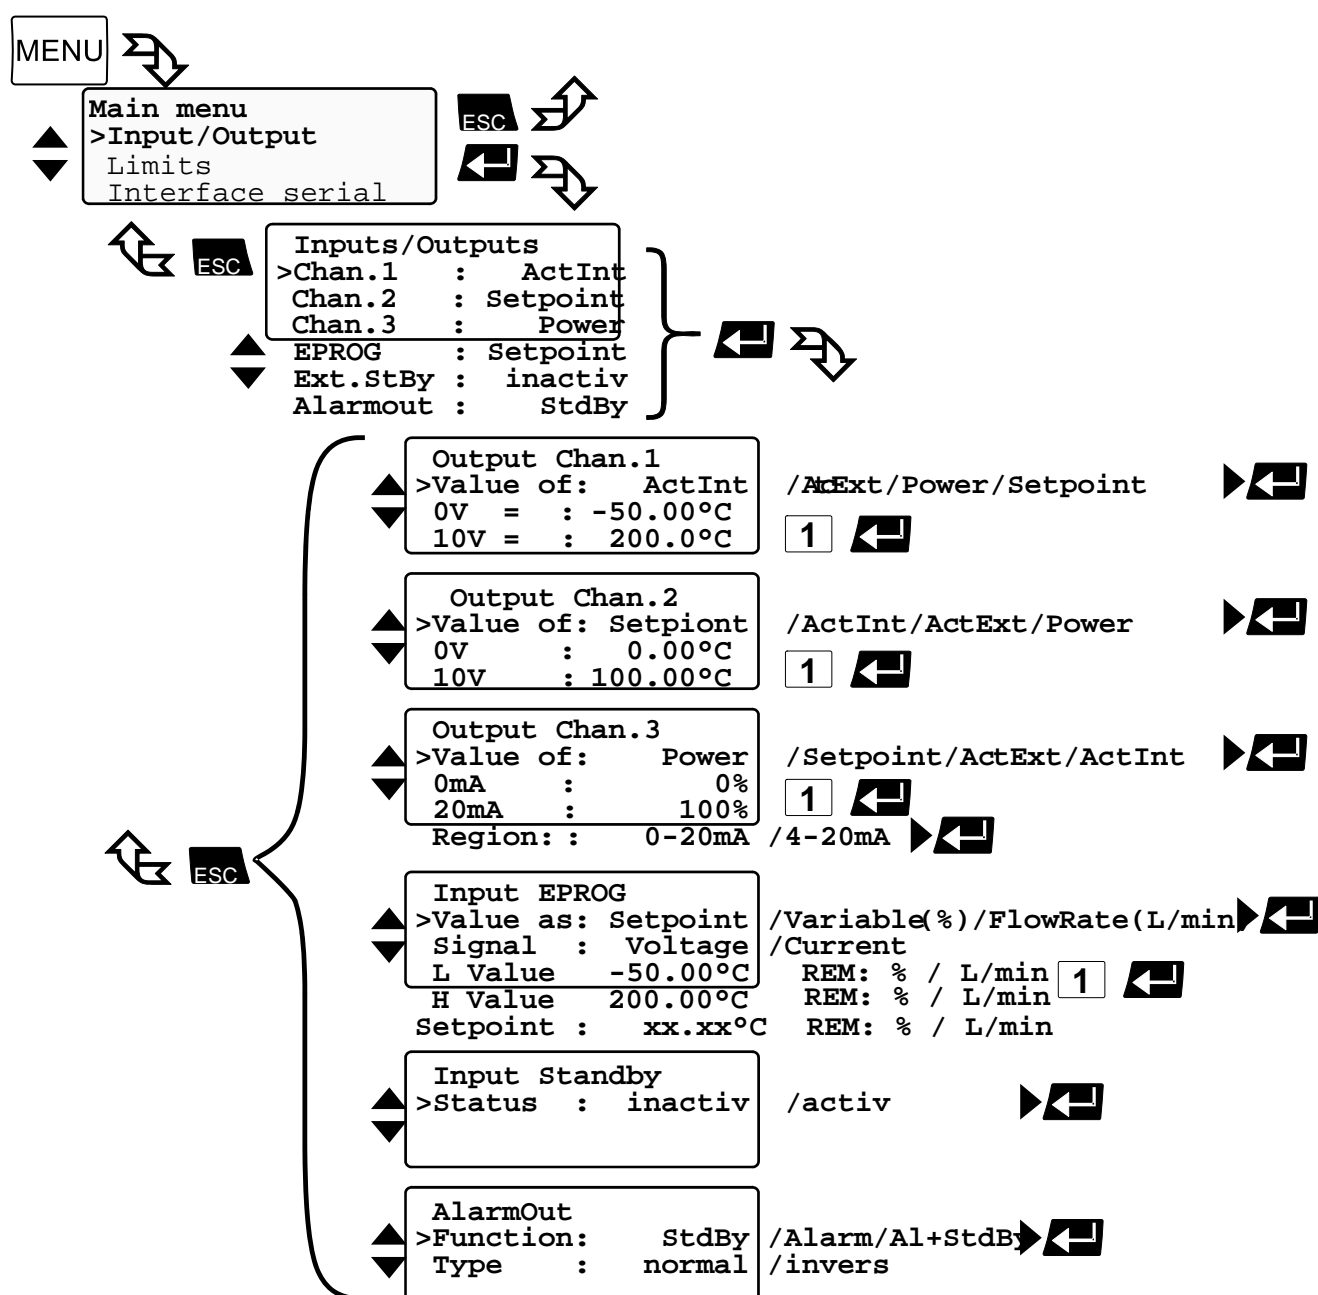 MENU
Main menu
>Input/Output
Limits
Interface serial
ESC
ESC
Inputs/Outputs
>Chan.1 : ActInt
Chan.2 : Setpoint
Chan.3 : Power
EPROG : Setpoint
Ext.StBy : inactiv
Alarmout : StdBy
Output Chan.1
>Value of: ActInt /ActExt/Power/Setpoint
0V = : -50.00°C
10V = : 200.0°C
1
Output Chan.2
>Value of: Setpiont /ActInt/ActExt/Power
0V : 0.00°C
10V : 100.00°C
1
Output Chan.3
>Value of: Power /Setpoint/ActExt/ActInt
0mA : 0%
20mA : 100%
1
Region: : 0-20mA /4-20mA
ESC
Input EPROG
>Value as: Setpoint /Variable(%)/FlowRate(L/min)
Signal : Voltage /Current
L Value -50.00°C REM: % / L/min
1
H Value 200.00°C REM: % / L/min
Setpoint : xx.xx°C REM: % / L/min
Input Standby
>Status : inactiv /activ
AlarmOut
>Function: StdBy /Alarm/Al+StdBy
Type : normal /invers